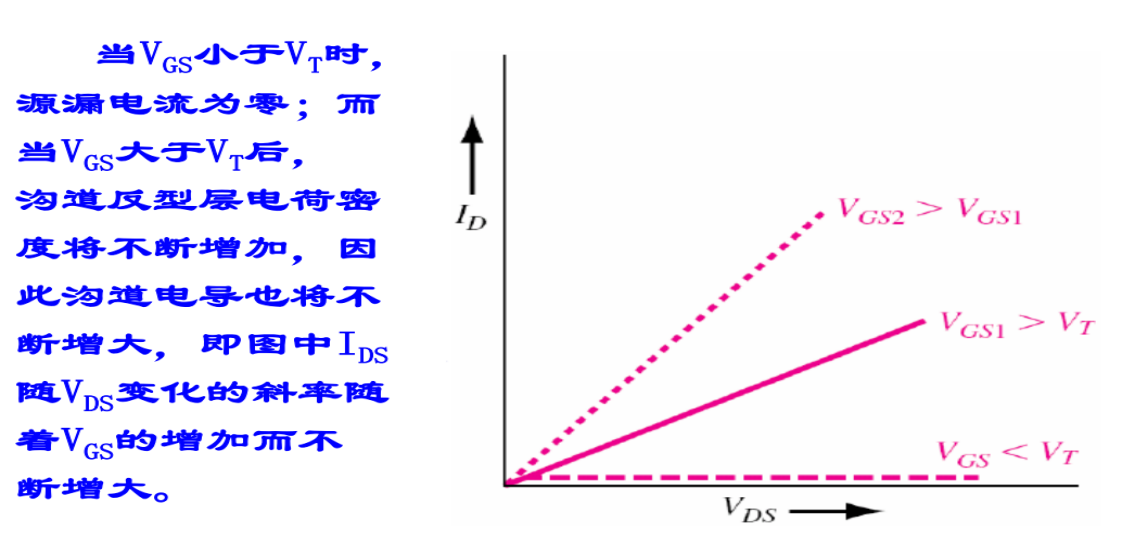 当VGS小于VT时，
源漏电流为零；而
当VGS大于VT后，
沟道反型层电荷密
度将不断增加，因
此沟道电导也将不
断增大，即图中IDS
随VDS变化的斜率随
着VGS的增加而不
断增大。
ID
VGS2 > VGS1
VGS1 > VT
VGS < VT
VDS